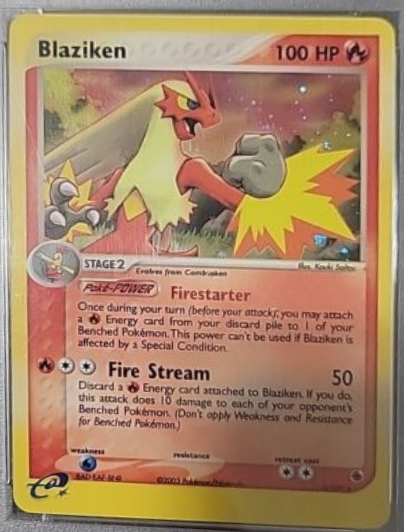 Blaziken 100 HP
Illus. Kouki Saitou
STAGE 2
Evolves from Combusken
Poké-POWER Firestarter
Once during your turn (before your attack), you may attach
a Energy card from your discard pile to 1 of your
Benched Pokémon. This power can't be used if Blaziken is
affected by a Special Condition.
Fire Stream 50
Discard a Energy card attached to Blaziken. If you do,
this attack does 10 damage to each of your opponent's
Benched Pokémon. (Don't apply Weakness and Resistance
for Benched Pokémon.)
weakness resistance retreat cost
©2003 Pokémon/Nintendo
e